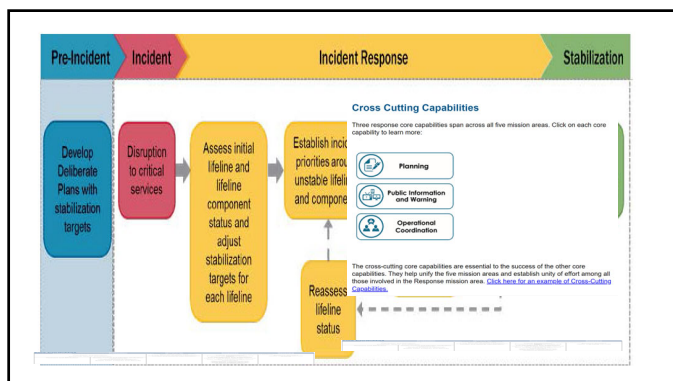 Pre-Incident
Incident
Incident Response
Stabilization
Develop
Deliberate
Plans with
stabilization
targets
Disruption
to critical
services
Assess initial
lifeline and
lifeline
component
status and
adjust
stabilization
targets for
each lifeline
Establish incid
priorities arou
unstable lifelin
and compone
Reassess
lifeline
status
Cross Cutting Capabilities
Three response core capabilities span across all five mission areas. Click on each core
capability to learn more:
Planning
Public Information
and Warning
Operational
Coordination
The cross-cutting core capabilities are essential to the success of the other core
capabilities. They help unify the five mission areas and establish unity of effort among all
those involved in the Response mission area. Click here for an example of Cross-Cutting
Capabilities.